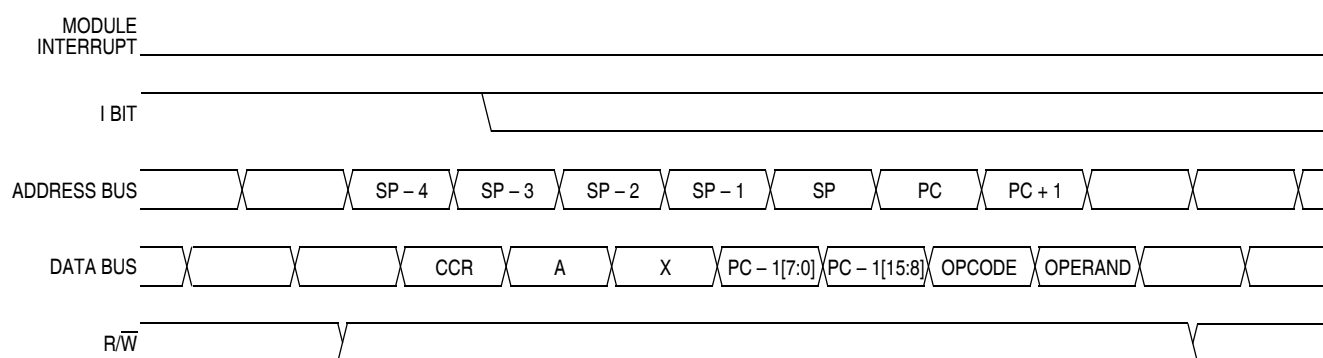 MODULE
INTERRUPT
I BIT
ADDRESS BUS SP – 4 SP – 3 SP – 2 SP – 1 SP PC PC + 1
DATA BUS CCR A X PC – 1[7:0] PC – 1[15:8] OPCODE OPERAND
R/W̅